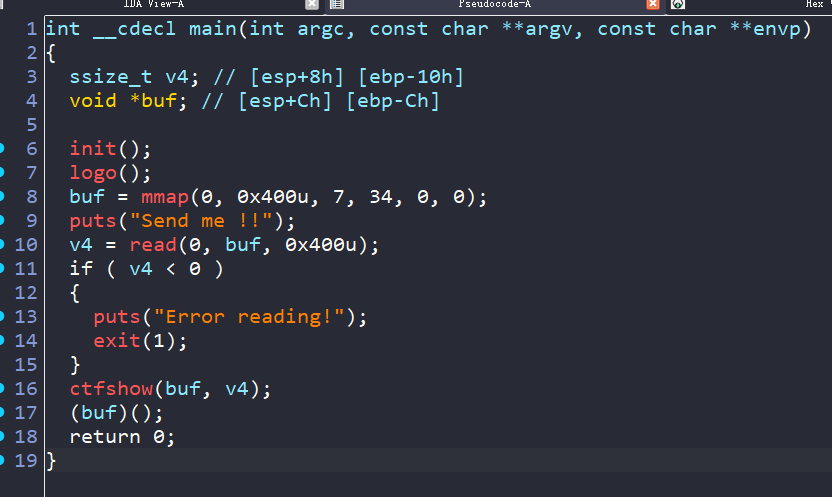 IDA View-A Pseudocode-A Hex
1 int __cdecl main(int argc, const char **argv, const char **envp)
2 {
3 ssize_t v4; // [esp+8h] [ebp-10h]
4 void *buf; // [esp+Ch] [ebp-Ch]
5
6 init();
7 logo();
8 buf = mmap(0, 0x400u, 7, 34, 0, 0);
9 puts("Send me !!");
10 v4 = read(0, buf, 0x400u);
11 if ( v4 < 0 )
12 {
13 puts("Error reading!");
14 exit(1);
15 }
16 ctfshow(buf, v4);
17 (buf)();
18 return 0;
19 }